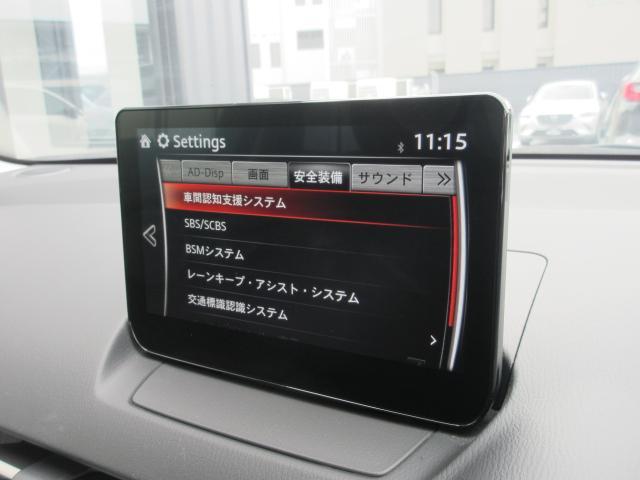 Settings
11:15
AD-Disp 画面 安全装備 サウンド
車間認知支援システム
SBS/SCBS
BSMシステム
レーンキープ・アシスト・システム
交通標識認識システム